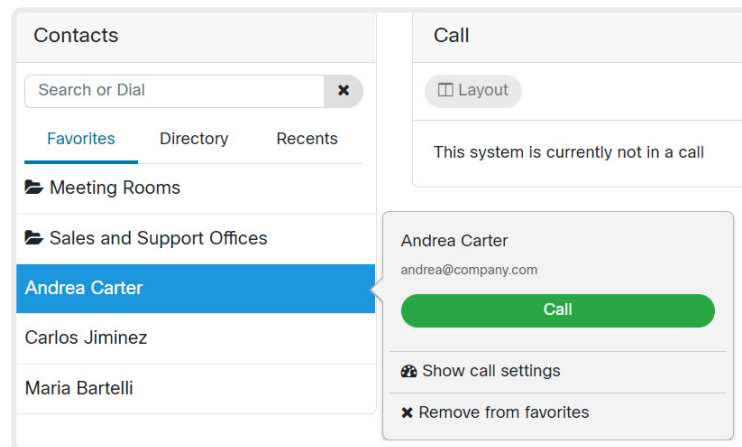 Contacts
Search or Dial
Favorites Directory Recents
Meeting Rooms
Sales and Support Offices
Andrea Carter
Carlos Jiminez
Maria Bartelli
Call
Layout
This system is currently not in a call
Andrea Carter
andrea@company.com
Call
Show call settings
Remove from favorites